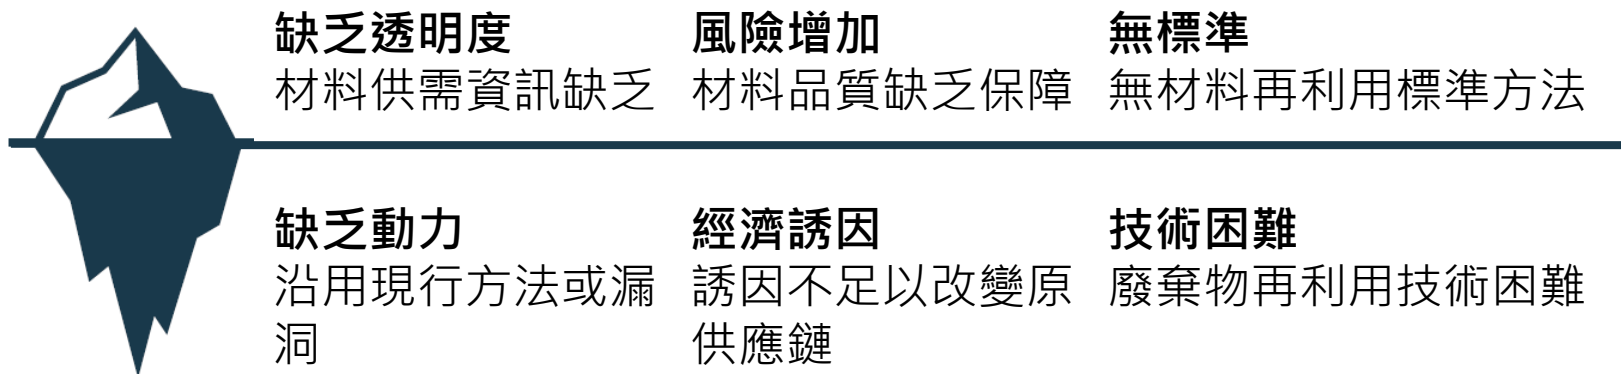 缺乏透明度
材料供需資訊缺乏
風險增加
材料品質缺乏保障
無標準
無材料再利用標準方法
缺乏動力
沿用現行方法或漏
洞
經濟誘因
誘因不足以改變原
供應鏈
技術困難
廢棄物再利用技術困難